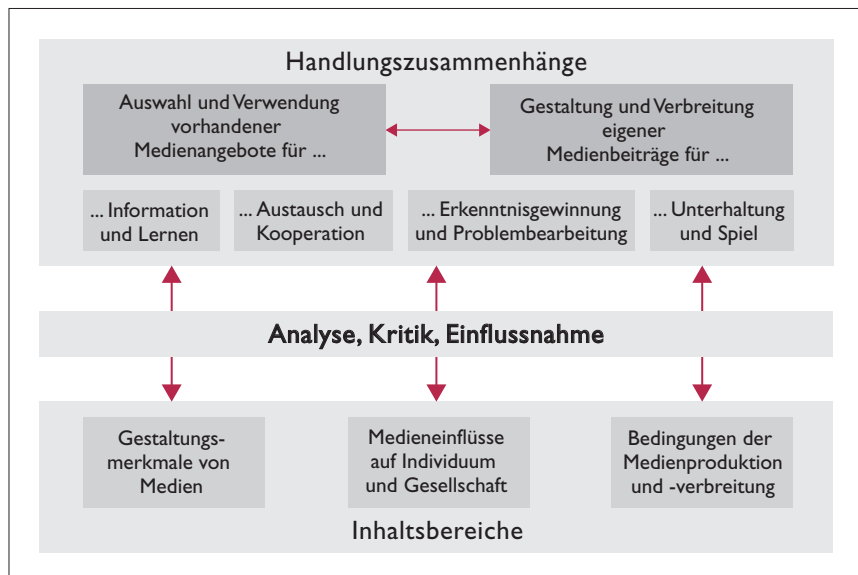 Handlungszusammenhänge
Auswahl und Verwendung
vorhandener
Medienangebote für ...
Gestaltung und Verbreitung
eigener
Medienbeiträge für ...
... Information
und Lernen
... Austausch und
Kooperation
... Erkenntnisgewinnung
und Problembearbeitung
... Unterhaltung
und Spiel
Analyse, Kritik, Einflussnahme
Gestaltungs-
merkmale von
Medien
Medieneinflüsse
auf Individuum
und Gesellschaft
Bedingungen der
Medienproduktion
und -verbreitung
Inhaltsbereiche